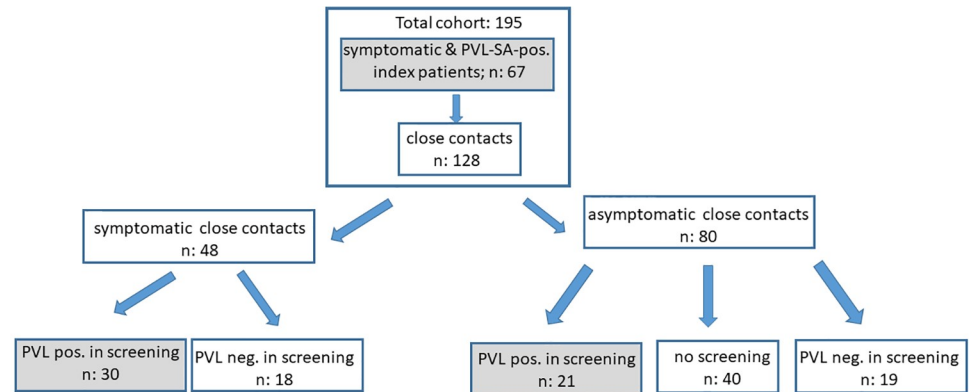 Total cohort: 195
symptomatic & PVL-SA-pos.
index patients; n: 67
close contacts
n: 128
symptomatic close contacts
n: 48
asymptomatic close contacts
n: 80
PVL pos. in screening
n: 30
PVL neg. in screening
n: 18
PVL pos. in screening
n: 21
no screening
n: 40
PVL neg. in screening
n: 19